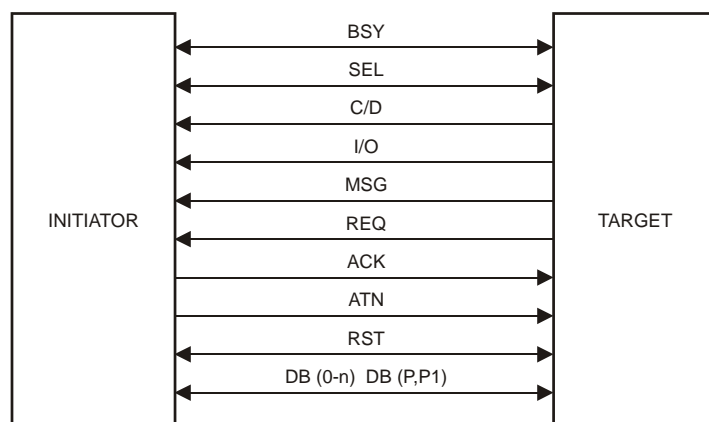 BSY
SEL
C/D
I/O
MSG
INITIATOR
REQ
TARGET
ACK
ATN
RST
DB (0-n) DB (P,P1)